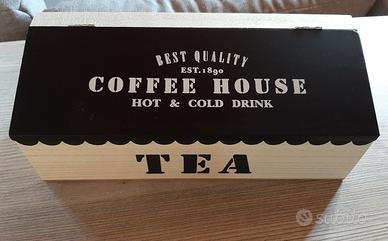 BEST QUALITY
EST. 1890
COFFEE HOUSE
HOT & COLD DRINK
TEA
subito